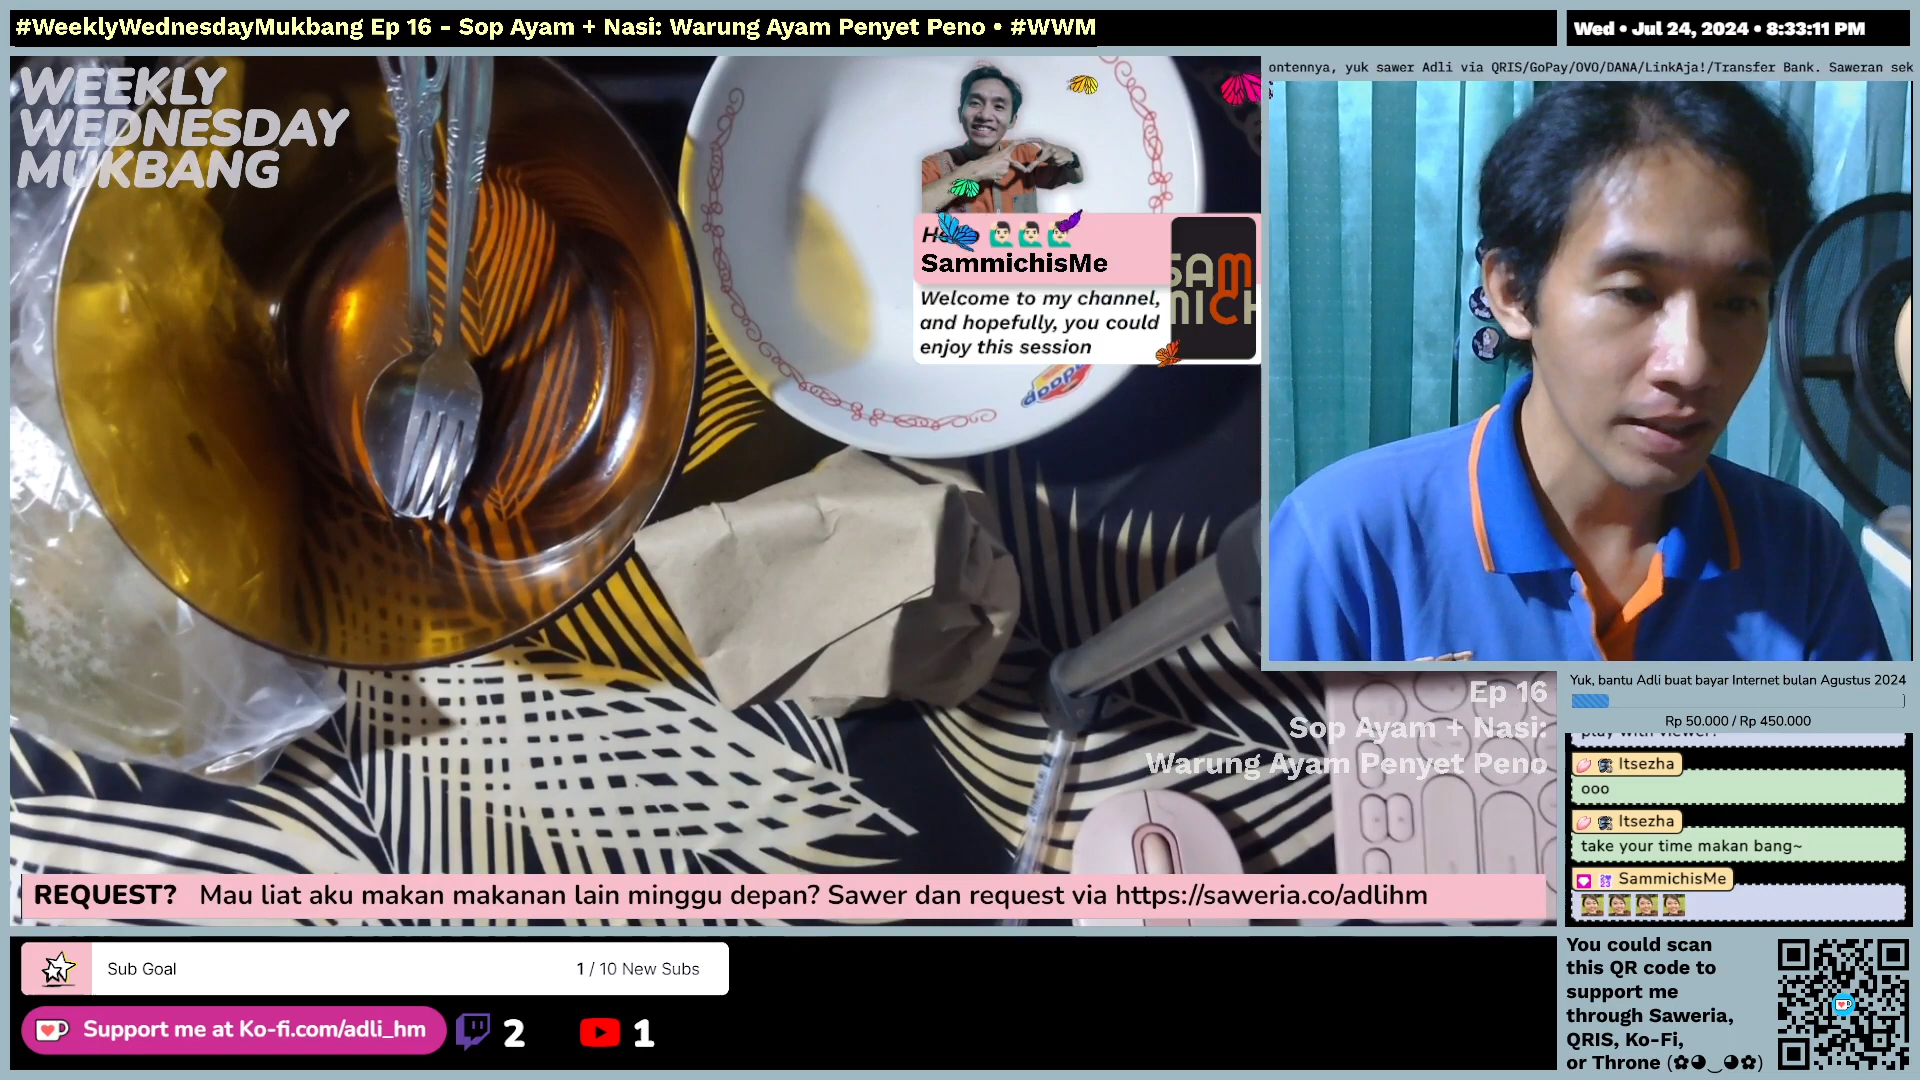 #WeeklyWednesdayMukbang Ep 16 - Sop Ayam + Nasi: Warung Ayam Penyet Peno • #WWM
Wed • Jul 24, 2024 • 8:33:11 PM
ontennya, yuk sawer Adli via QRIS/GoPay/OVO/DANA/LinkAja!/Transfer Bank. Saweran sek
WEEKLY
WEDNESDAY
MUKBANG
SammichisMe
Welcome to my channel,
and hopefully, you could
enjoy this session
SAM
MICH
Ep 16
Sop Ayam + Nasi:
Warung Ayam Penyet Peno
Yuk, bantu Adli buat bayar Internet bulan Agustus 2024
Rp 50.000 / Rp 450.000
play with viewer!
Itsezha
ooo
Itsezha
take your time makan bang~
SammichisMe
REQUEST? Mau liat aku makan makanan lain minggu depan? Sawer dan request via https://saweria.co/adlihm
Sub Goal 1 / 10 New Subs
Support me at Ko-fi.com/adli_hm 2 1
You could scan
this QR code to
support me
through Saweria,
QRIS, Ko-Fi,
or Throne (✿◕‿◕✿)